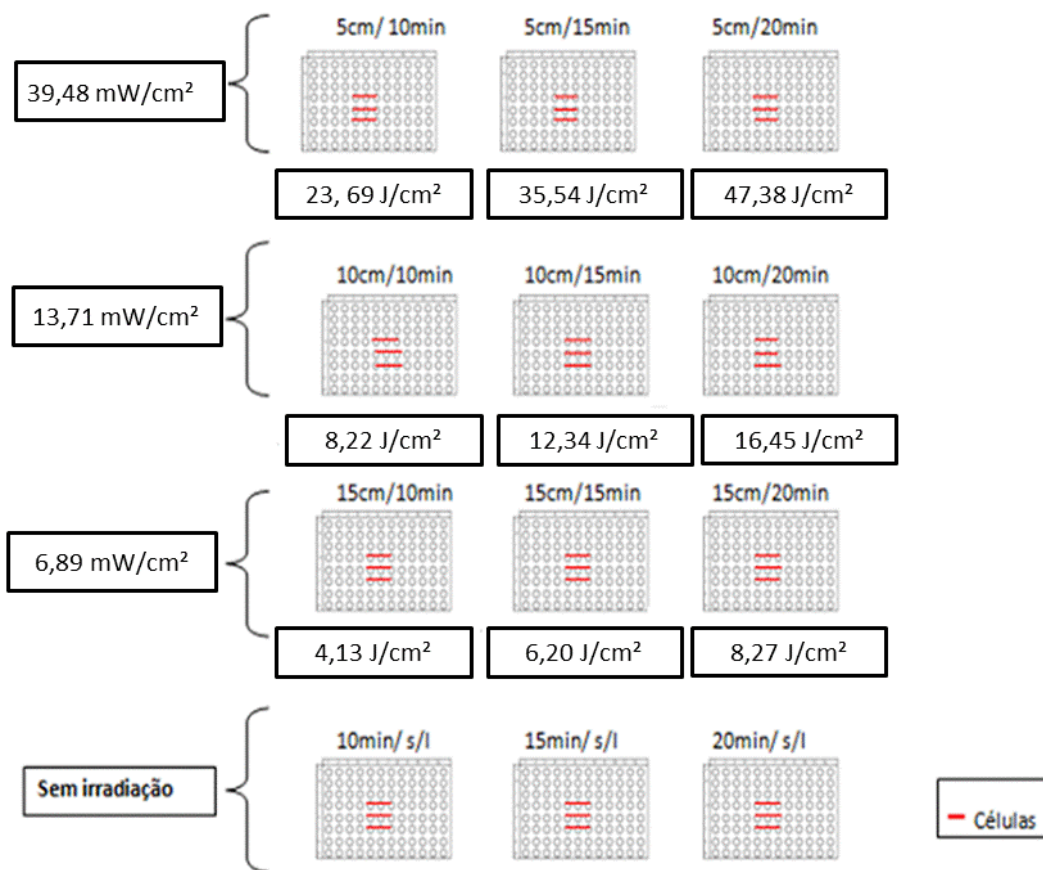 5cm/ 10min
5cm/15min
5cm/20min
39,48 mW/cm²
23, 69 J/cm²
35,54 J/cm²
47,38 J/cm²
10cm/10min
10cm/15min
10cm/20min
13,71 mW/cm²
8,22 J/cm²
12,34 J/cm²
16,45 J/cm²
15cm/10min
15cm/15min
15cm/20min
6,89 mW/cm²
4,13 J/cm²
6,20 J/cm²
8,27 J/cm²
10min/ s/I
15min/ s/I
20min/ s/I
Sem irradiação
Células